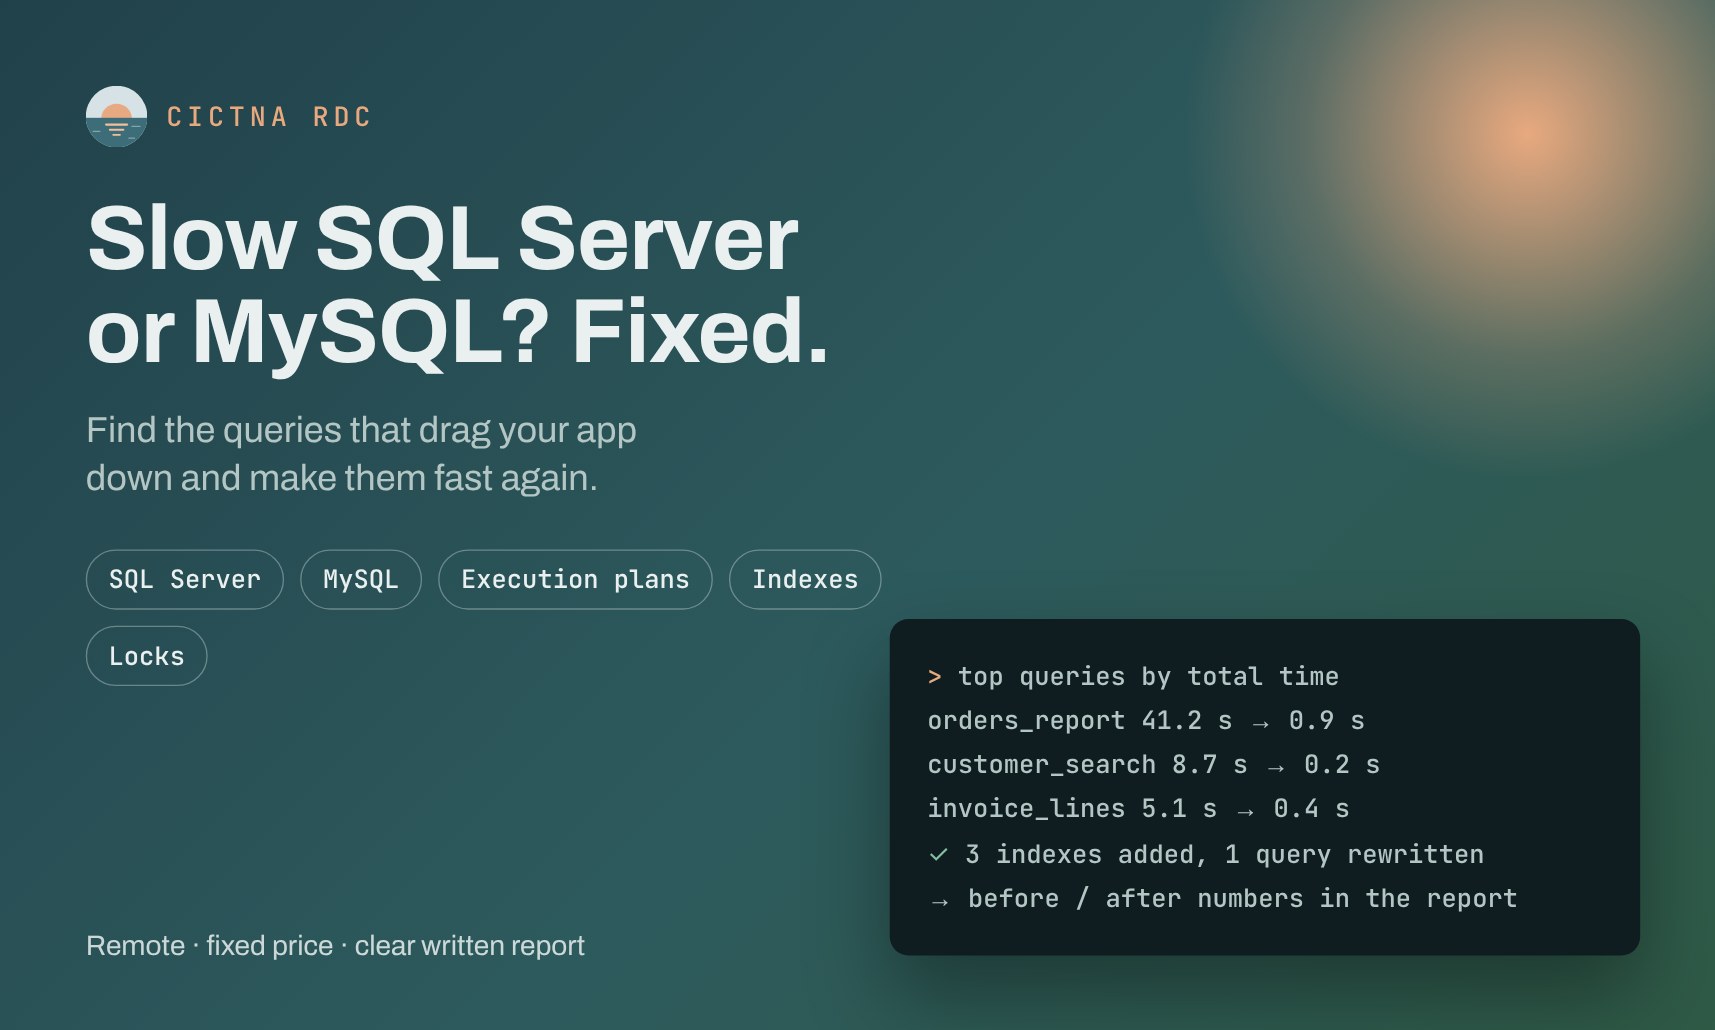 CICTNA RDC
Slow SQL Server
or MySQL? Fixed.
Find the queries that drag your app
down and make them fast again.
SQL Server MySQL Execution plans Indexes
Locks
> top queries by total time
orders_report 41.2 s → 0.9 s
customer_search 8.7 s → 0.2 s
invoice_lines 5.1 s → 0.4 s
✓ 3 indexes added, 1 query rewritten
→ before / after numbers in the report
Remote · fixed price · clear written report